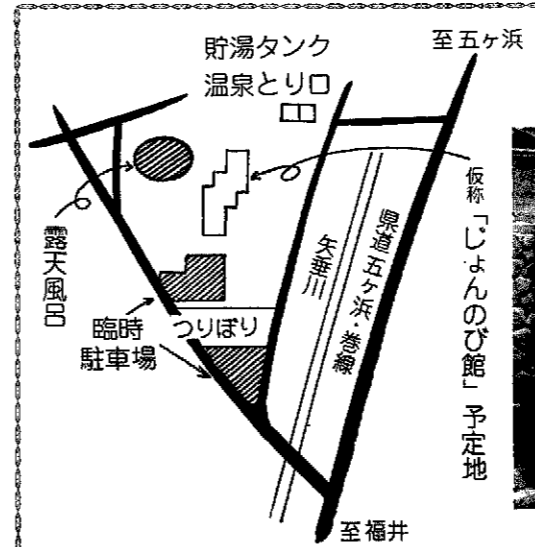 至五ヶ浜
貯湯タンク
温泉とり口
仮称「じょんのび館」予定地
県道五ヶ浜・巻線
矢垂川
露天風呂
つりぼり
臨時
駐車場
至福井